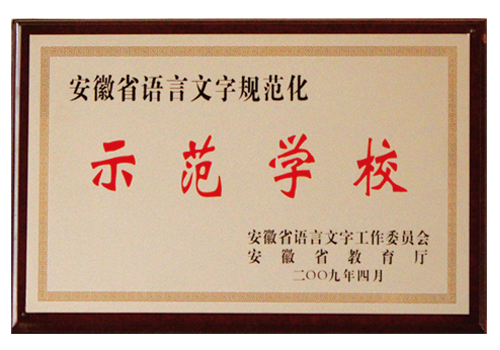 安徽省语言文字规范化
示范学校
安徽省语言文字工作委员会
安徽省教育厅
二〇〇九年四月